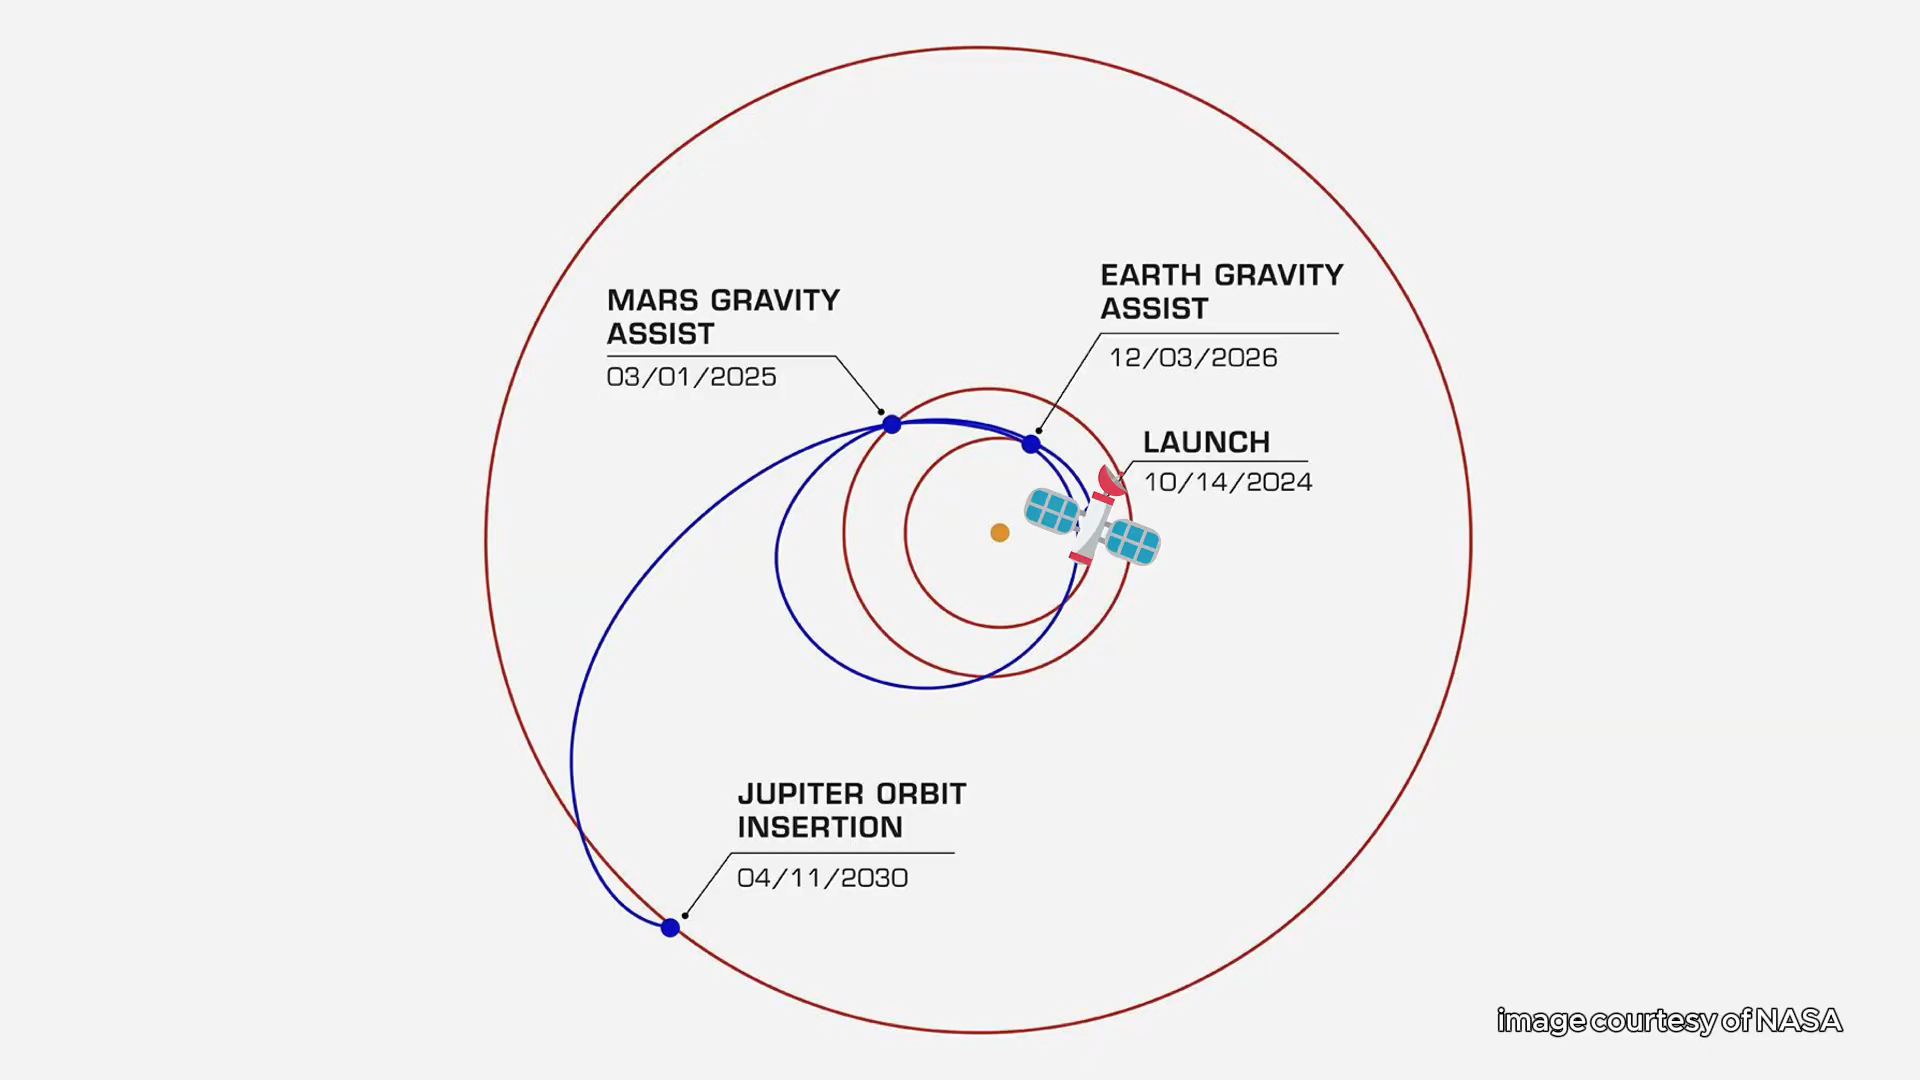 MARS GRAVITY
ASSIST
03/01/2025
EARTH GRAVITY
ASSIST
12/03/2026
LAUNCH
10/14/2024
JUPITER ORBIT
INSERTION
04/11/2030
image courtesy of NASA